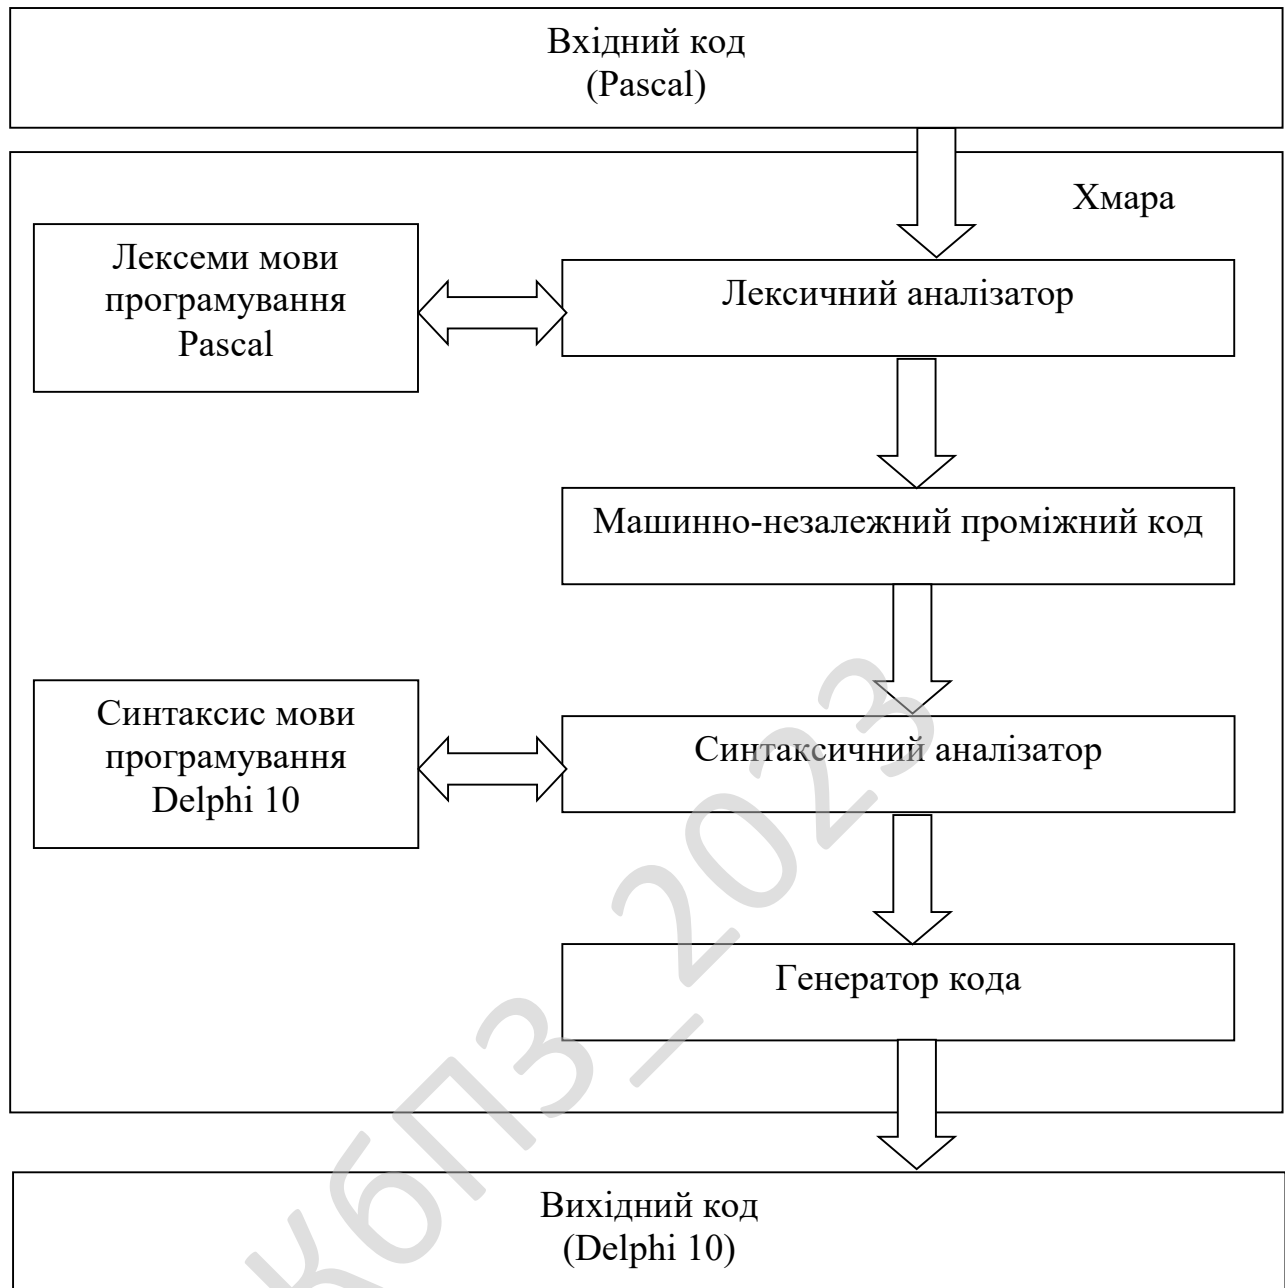 Вхідний код
(Pascal)
Хмара
Лексеми мови
програмування
Pascal
Лексичний аналізатор
Машинно-незалежний проміжний код
Синтаксис мови
програмування
Delphi 10
Синтаксичний аналізатор
Генератор кода
Вихідний код
(Delphi 10)
КбПЗ_2023